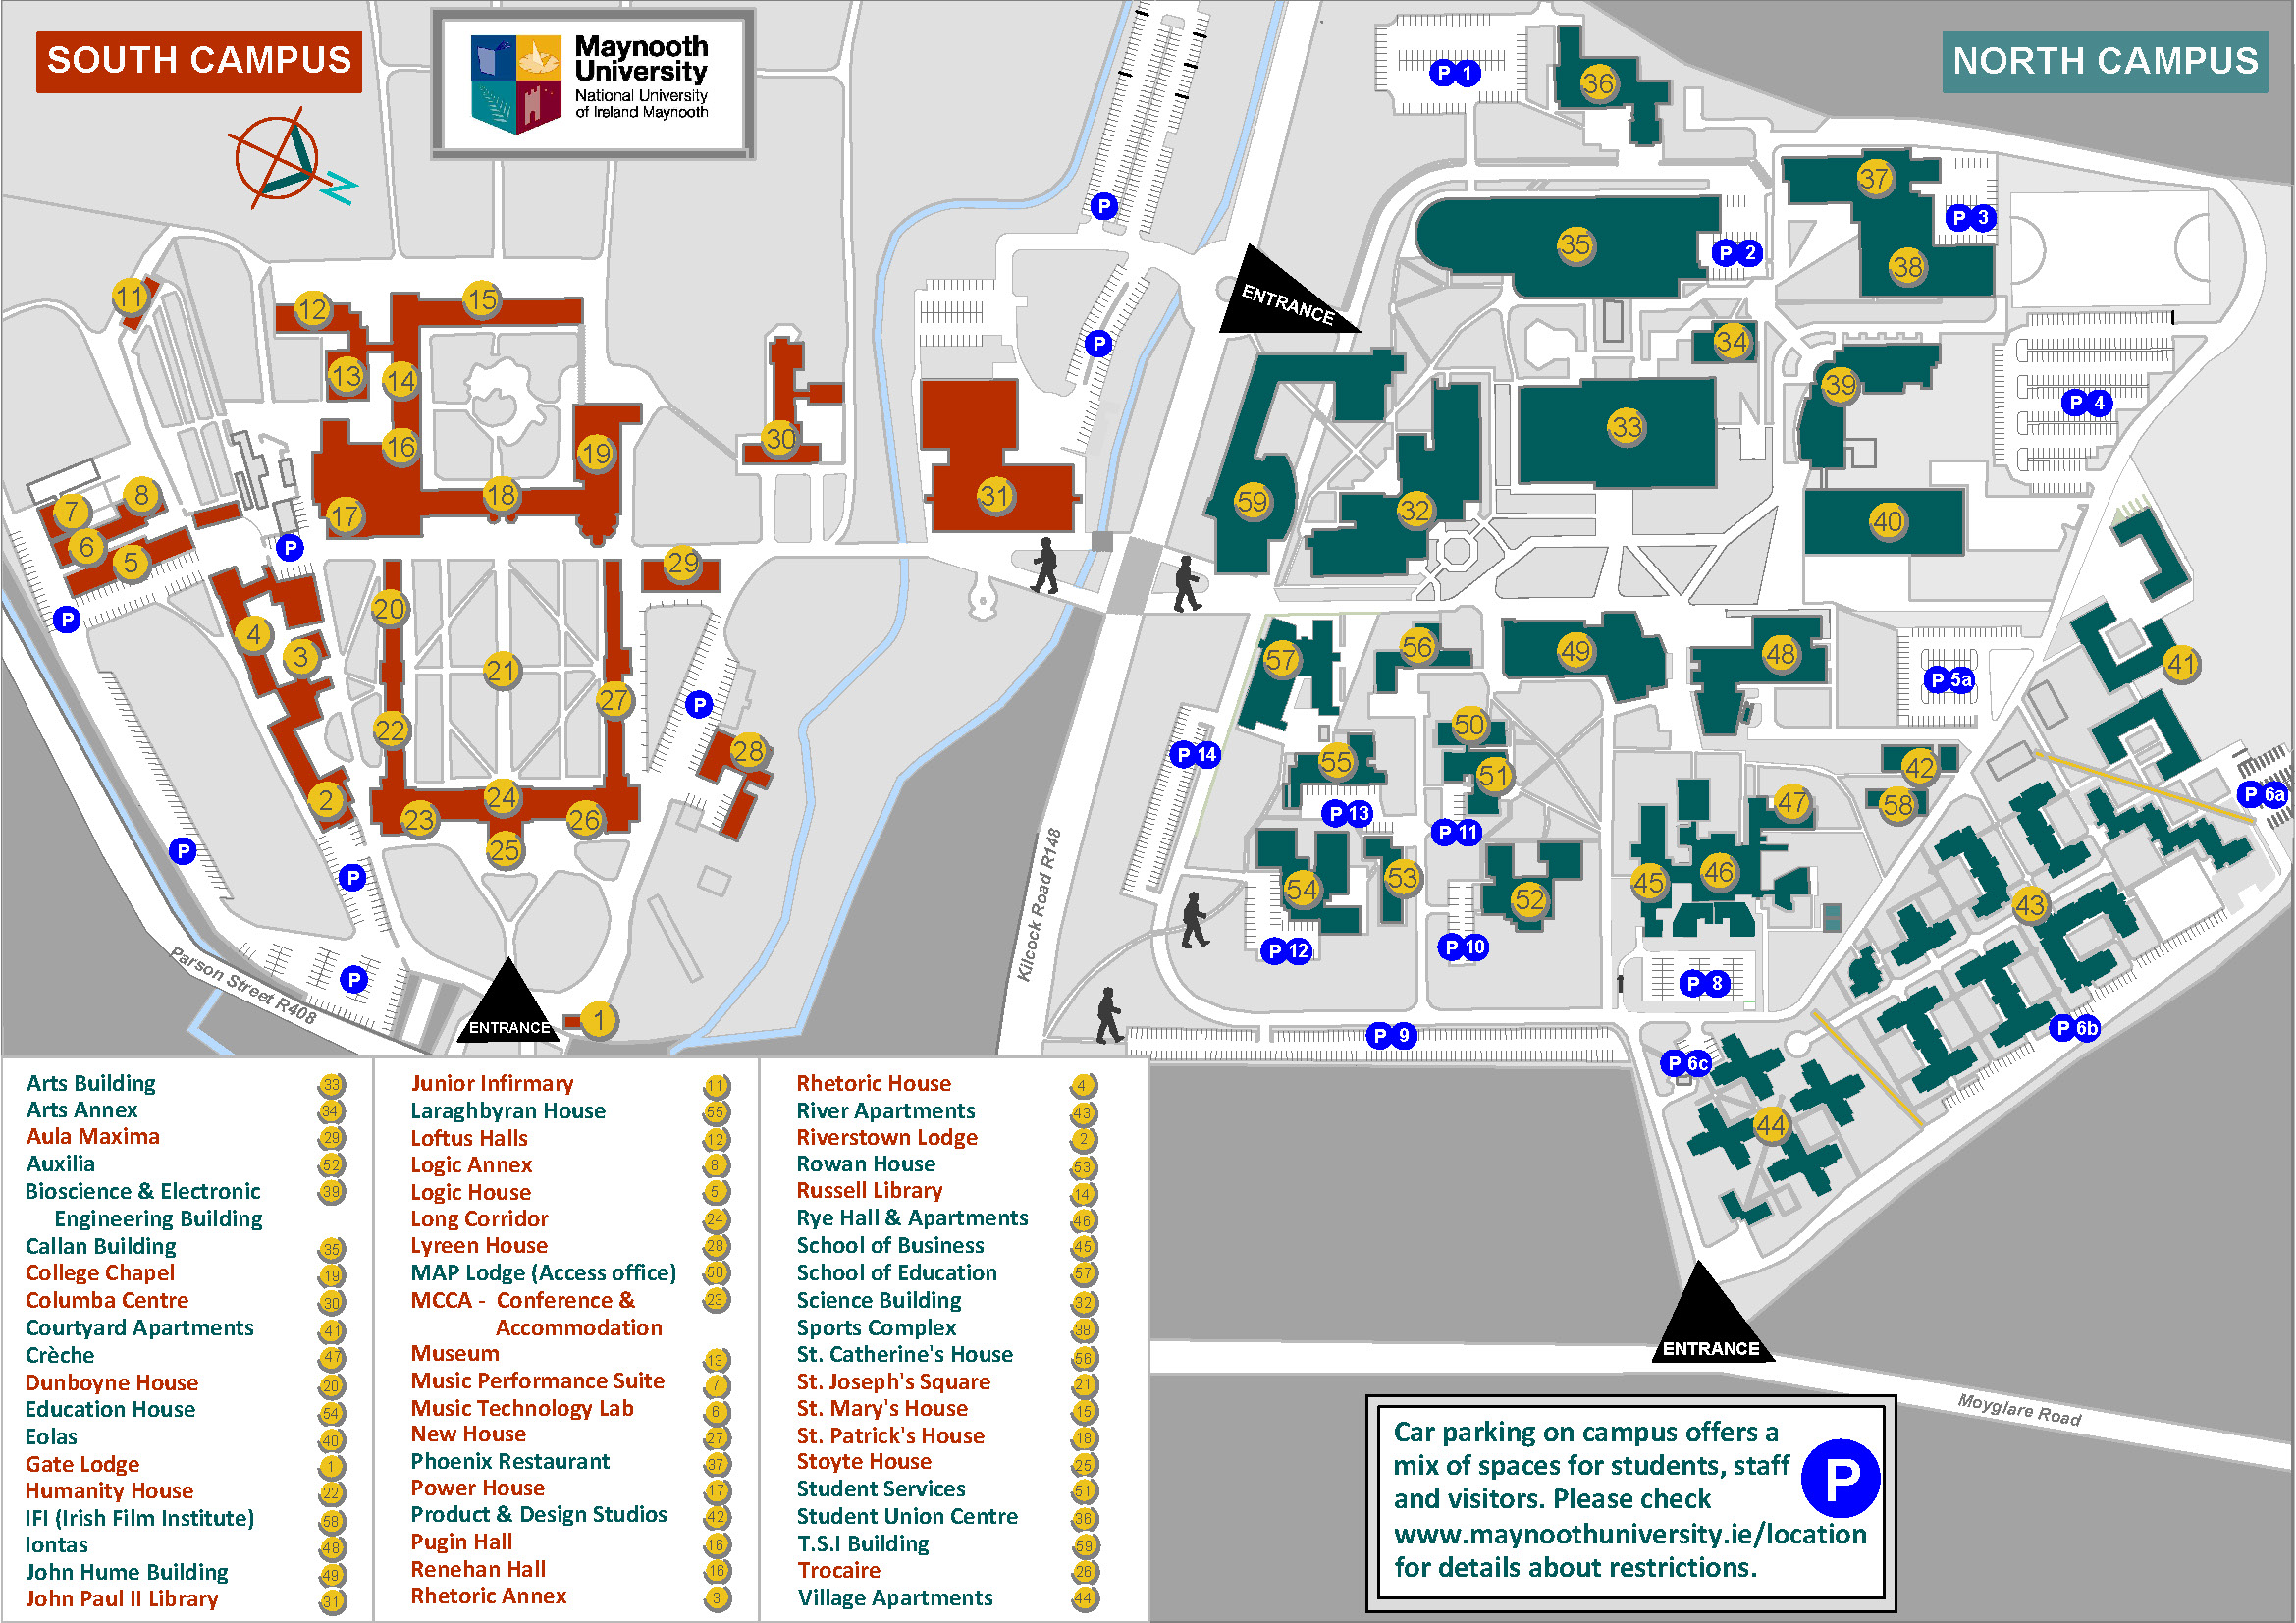 SOUTH CAMPUS
Maynooth
University
National University
of Ireland Maynooth
NORTH CAMPUS
N
P 1
36
37
P 3
P
35
P 2
38
11
12
15
ENTRANCE
P
34
13
14
39
P 4
16
19
30
33
7
8
17
18
31
59
32
40
6
5
P
29
20
P
4
3
21
57
56
49
48
41
P 5a
27
P
22
28
50
P 14
55
51
42
P 6a
2
24
23
26
P 13
P 11
47
58
25
P
P
54
53
52
45
46
43
P 12
P 10
P
P 8
Parson Street R408
Kilcock Road R148
ENTRANCE
1
P 9
P 6b
P 6c
44
ENTRANCE
Moyglare Road
Arts Building 33
Arts Annex 34
Aula Maxima 29
Auxilia 52
Bioscience & Electronic 39
Engineering Building
Callan Building 35
College Chapel 19
Columba Centre 30
Courtyard Apartments 41
Crèche 47
Dunboyne House 20
Education House 54
Eolas 40
Gate Lodge 1
Humanity House 22
IFI (Irish Film Institute) 58
Iontas 48
John Hume Building 49
John Paul II Library 31
Junior Infirmary 11
Laraghbyran House 55
Loftus Halls 12
Logic Annex 8
Logic House 5
Long Corridor 24
Lyreen House 28
MAP Lodge (Access office) 50
MCCA - Conference & 23
Accommodation
Museum 13
Music Performance Suite 7
Music Technology Lab 6
New House 27
Phoenix Restaurant 37
Power House 17
Product & Design Studios 42
Pugin Hall 16
Renehan Hall 16
Rhetoric Annex 3
Rhetoric House 4
River Apartments 43
Riverstown Lodge 2
Rowan House 53
Russell Library 14
Rye Hall & Apartments 46
School of Business 45
School of Education 57
Science Building 32
Sports Complex 38
St. Catherine's House 56
St. Joseph's Square 21
St. Mary's House 15
St. Patrick's House 18
Stoyte House 25
Student Services 51
Student Union Centre 36
T.S.I Building 59
Trocaire 26
Village Apartments 44
Car parking on campus offers a
mix of spaces for students, staff
and visitors. Please check
www.maynoothuniversity.ie/location
for details about restrictions.
P